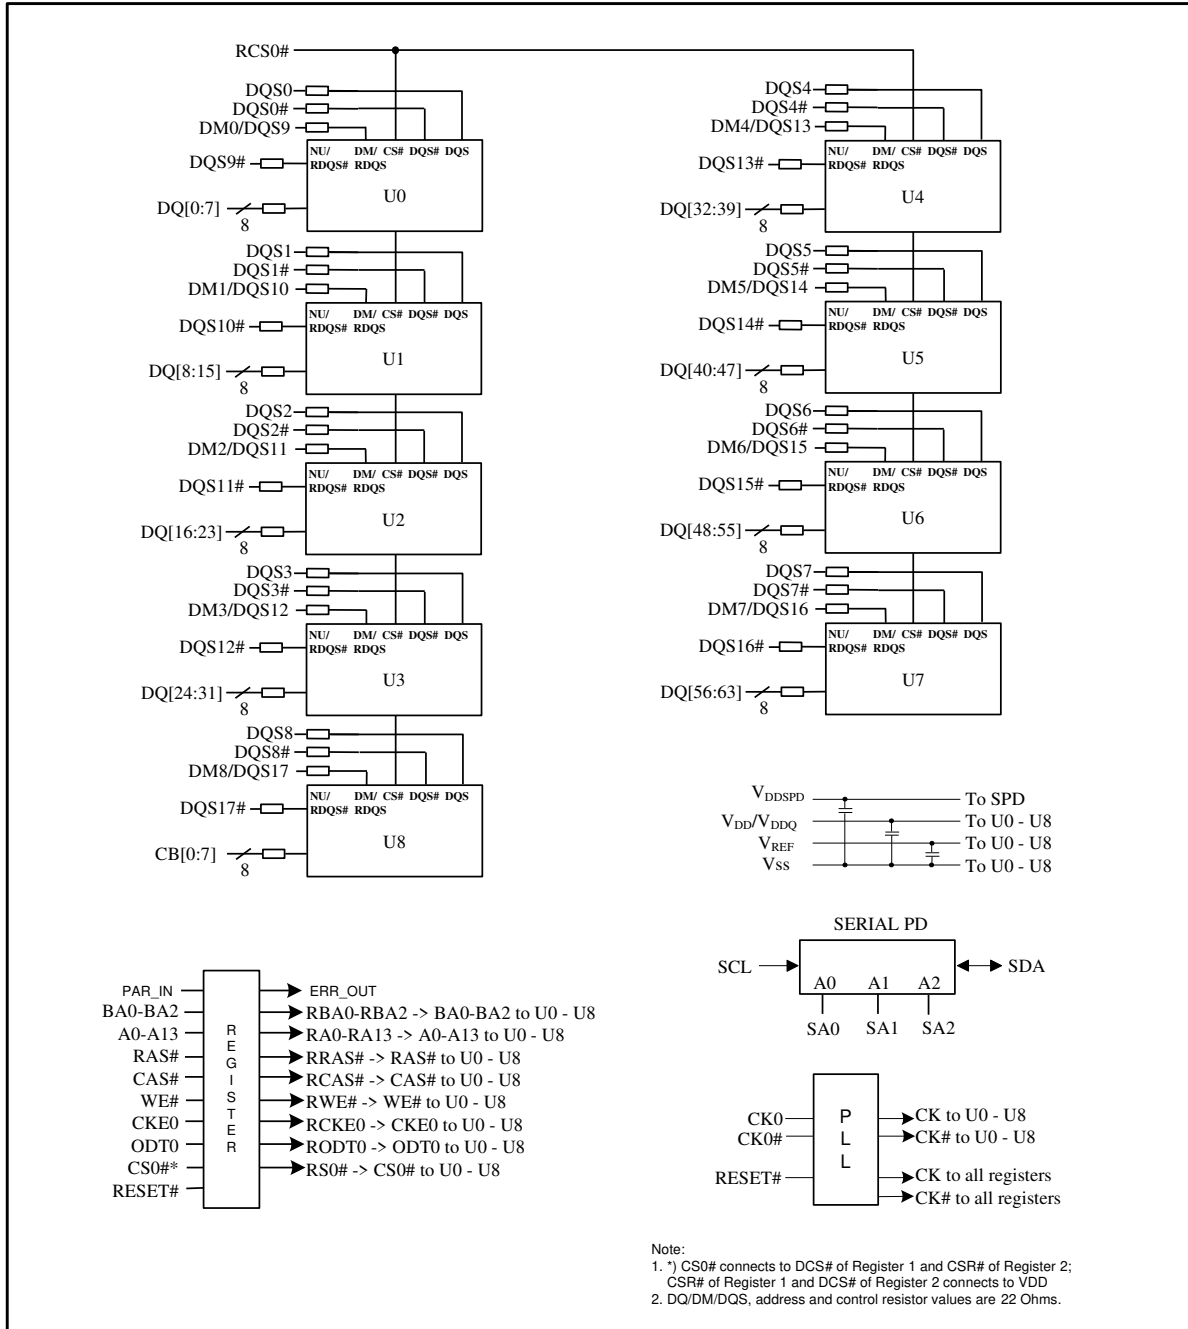 RCS0#
DQS0
DQS0#
DM0/DQS9
DQS9#
DQ[0:7]
8
NU/ DM/ CS# DQS# DQS
RDQS# RDQS
U0
DQS1
DQS1#
DM1/DQS10
DQS10#
DQ[8:15]
8
NU/ DM/ CS# DQS# DQS
RDQS# RDQS
U1
DQS2
DQS2#
DM2/DQS11
DQS11#
DQ[16:23]
8
NU/ DM/ CS# DQS# DQS
RDQS# RDQS
U2
DQS3
DQS3#
DM3/DQS12
DQS12#
DQ[24:31]
8
NU/ DM/ CS# DQS# DQS
RDQS# RDQS
U3
DQS8
DQS8#
DM8/DQS17
DQS17#
CB[0:7]
8
NU/ DM/ CS# DQS# DQS
RDQS# RDQS
U8
DQS4
DQS4#
DM4/DQS13
DQS13#
DQ[32:39]
8
NU/ DM/ CS# DQS# DQS
RDQS# RDQS
U4
DQS5
DQS5#
DM5/DQS14
DQS14#
DQ[40:47]
8
NU/ DM/ CS# DQS# DQS
RDQS# RDQS
U5
DQS6
DQS6#
DM6/DQS15
DQS15#
DQ[48:55]
8
NU/ DM/ CS# DQS# DQS
RDQS# RDQS
U6
DQS7
DQS7#
DM7/DQS16
DQS16#
DQ[56:63]
8
NU/ DM/ CS# DQS# DQS
RDQS# RDQS
U7
VDDSPD To SPD
VDD/VDDQ To U0 - U8
VREF To U0 - U8
VSS To U0 - U8
SERIAL PD
SCL SDA
A0 A1 A2
SA0 SA1 SA2
REGISTER
PAR_IN ERR_OUT
BA0-BA2 RBA0-RBA2 -> BA0-BA2 to U0 - U8
A0-A13 RA0-RA13 -> A0-A13 to U0 - U8
RAS# RRAS# -> RAS# to U0 - U8
CAS# RCAS# -> CAS# to U0 - U8
WE# RWE# -> WE# to U0 - U8
CKE0 RCKE0 -> CKE0 to U0 - U8
ODT0 RODT0 -> ODT0 to U0 - U8
CS0#* RS0# -> CS0# to U0 - U8
RESET#
PLL
CK0 CK to U0 - U8
CK0# CK# to U0 - U8
RESET# CK to all registers
CK# to all registers
Note:
1. *) CS0# connects to DCS# of Register 1 and CSR# of Register 2;
CSR# of Register 1 and DCS# of Register 2 connects to VDD
2. DQ/DM/DQS, address and control resistor values are 22 Ohms.